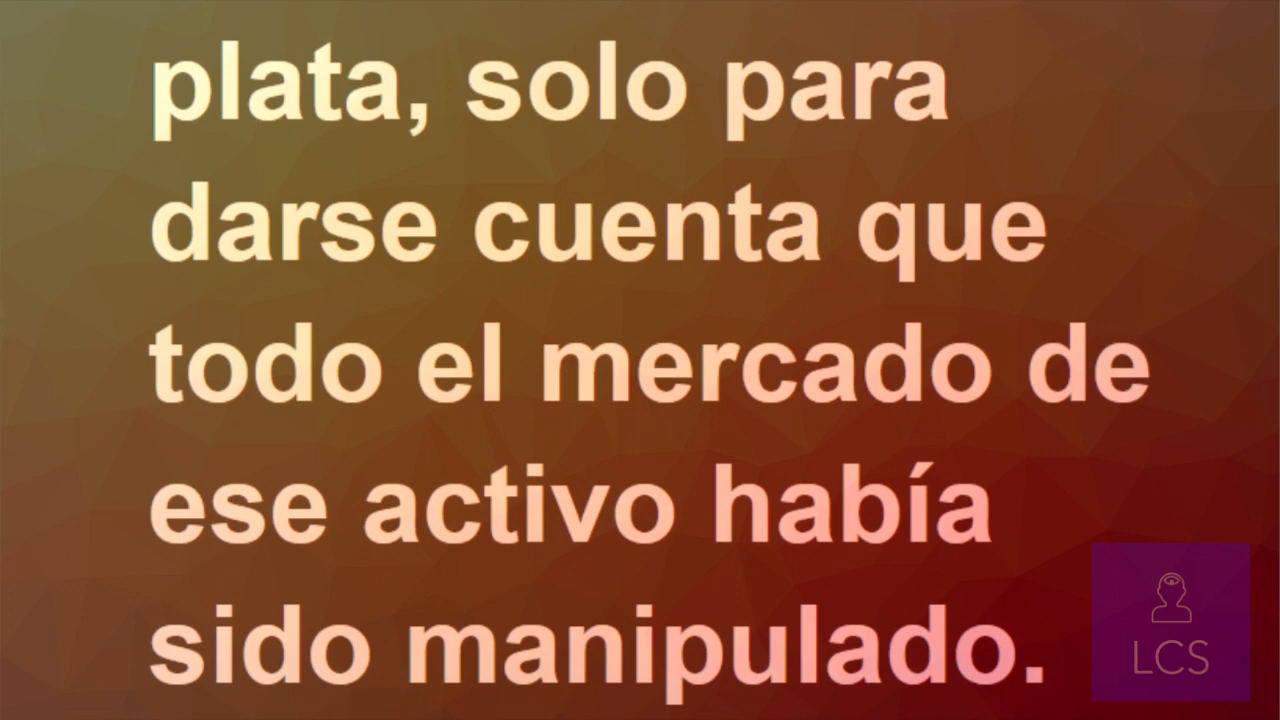 plata, solo para
darse cuenta que
todo el mercado de
ese activo había
sido manipulado.
LCS